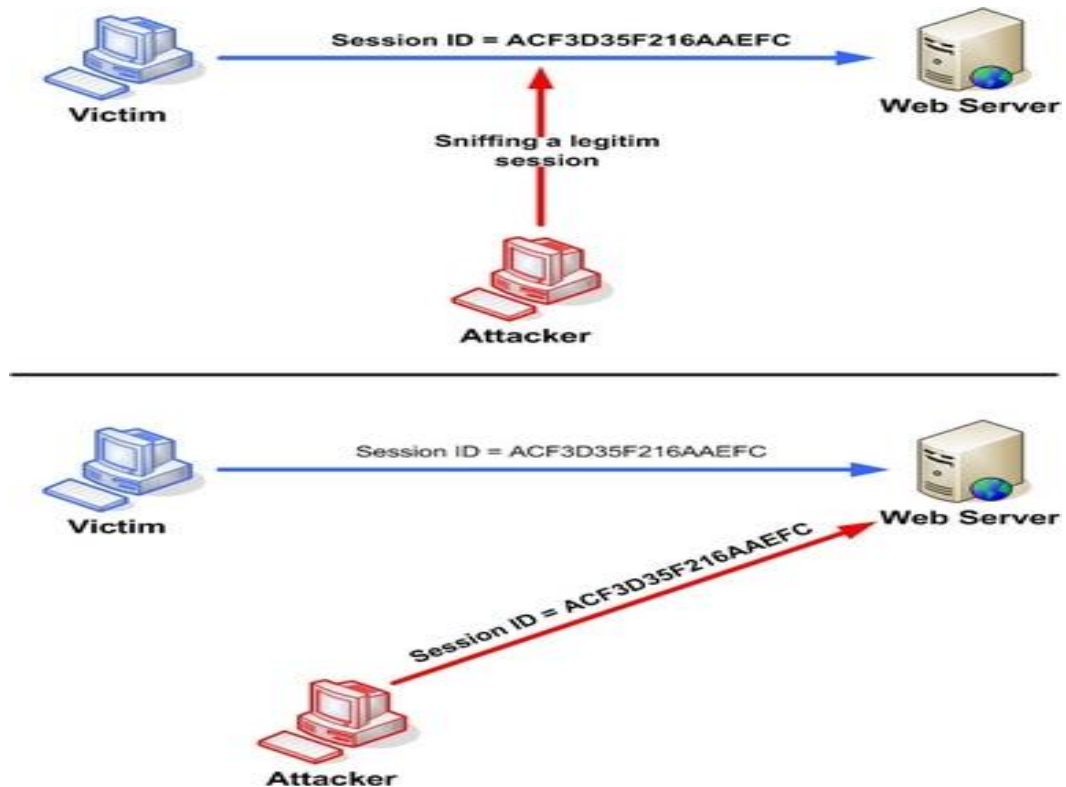 Session ID = ACF3D35F216AAEFC
Victim
Web Server
Sniffing a legitim
session
Attacker
Session ID = ACF3D35F216AAEFC
Victim
Web Server
Session ID = ACF3D35F216AAEFC
Attacker